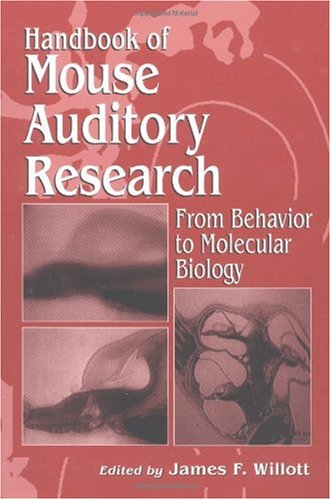 Handbook of
Mouse
Auditory
Research
From Behavior
to Molecular
Biology
Edited by James F. Willott